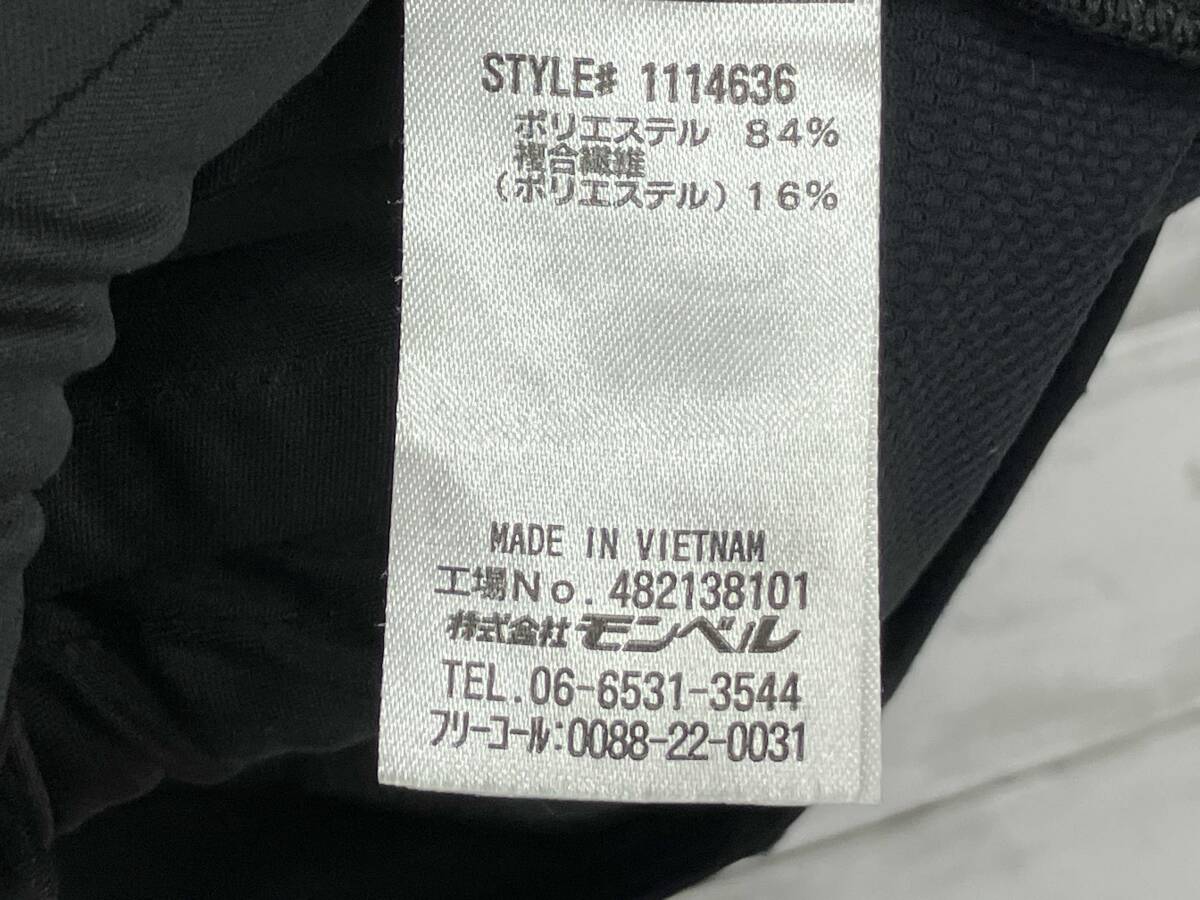 STYLE# 1114636
ポリエステル 84%
複合繊維
(ポリエステル)16%
MADE IN VIETNAM
工場No.482138101
株式会社モンベル
TEL.06-6531-3544
フリーコール:0088-22-0031